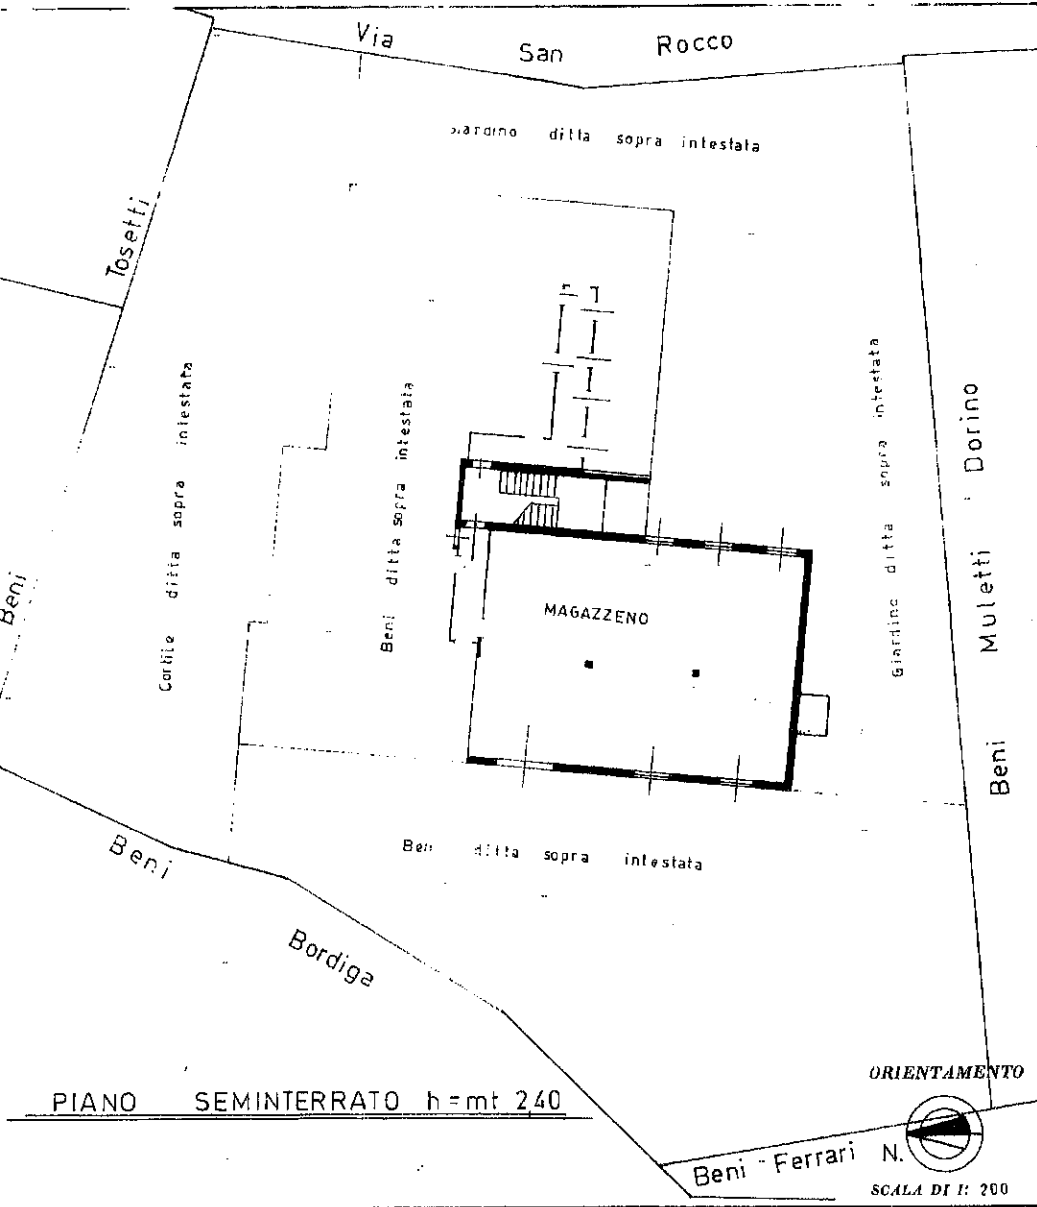 Via San Rocco
ditta sopra intestata
Tosetti
Beni
Cortile ditta sopra intestata
Beni ditta sopra intestata
Giardino ditta sopra intestata
Beni Muletti Dorino
MAGAZZENO
Beni ditta sopra intestata
Beni
Bordiga
PIANO SEMINTERRATO h = mt 2.40
ORIENTAMENTO
N.
Beni Ferrari
SCALA DI 1: 200